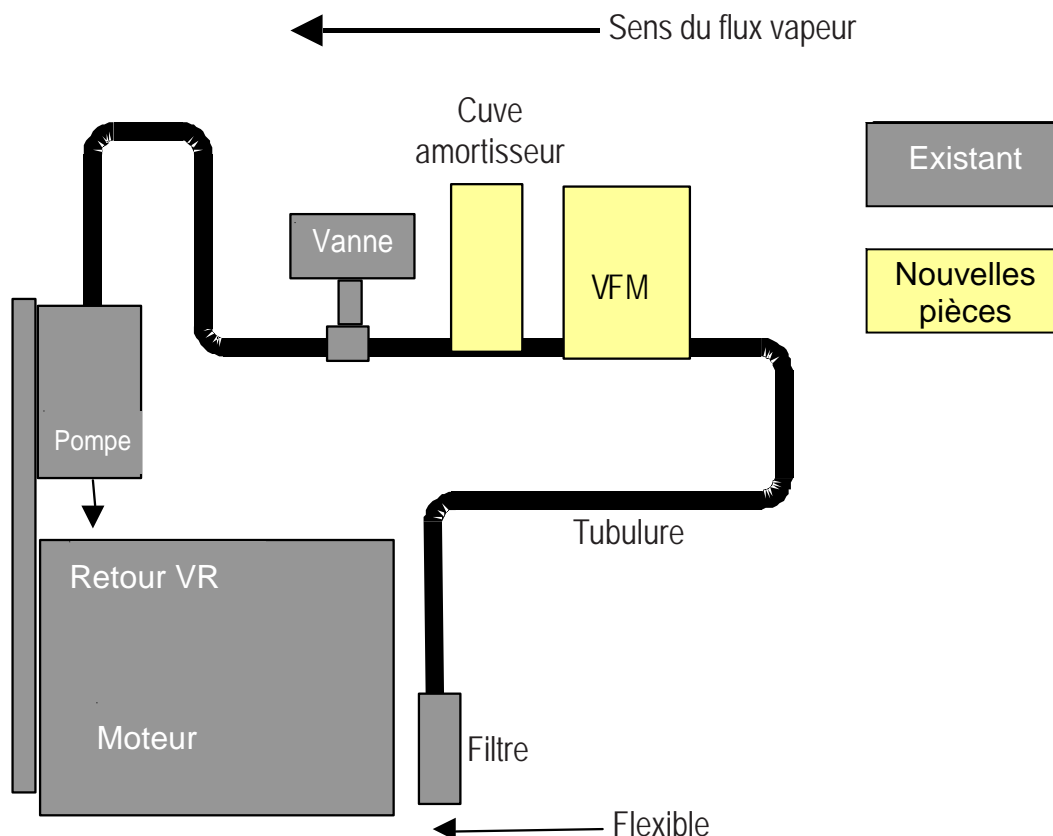 Sens du flux vapeur
Cuve
amortisseur
Existant
Vanne
VFM
Nouvelles
pièces
Pompe
Tubulure
Retour VR
Moteur
Filtre
Flexible